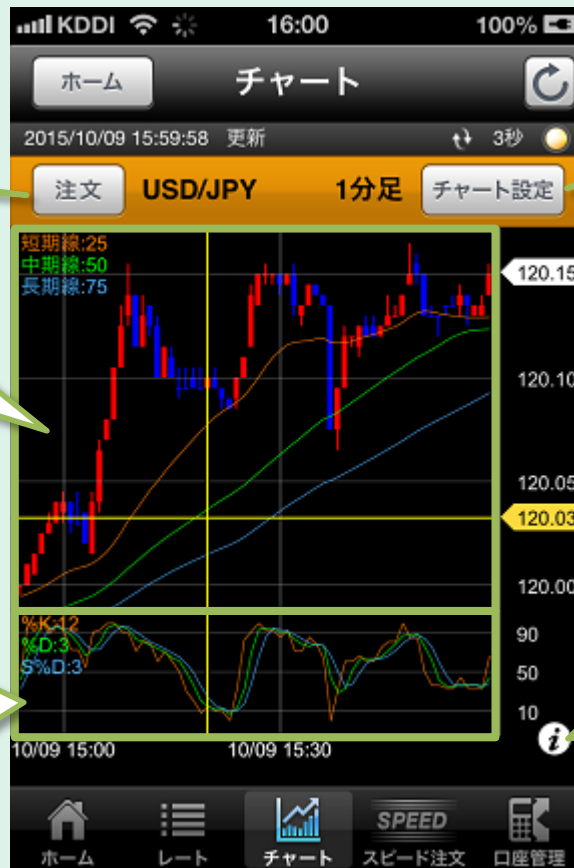 KDDI 16:00 100%
ホーム チャート
2015/10/09 15:59:58 更新 3秒
注文 USD/JPY 1分足 チャート設定
短期線:25
中期線:50
長期線:75
120.15
120.10
120.05
120.03
120.00
%K:12
%D:3
S%D:3
90
50
10
i
10/09 15:00 10/09 15:30
SPEED
ホーム レート チャート スピード注文 口座管理